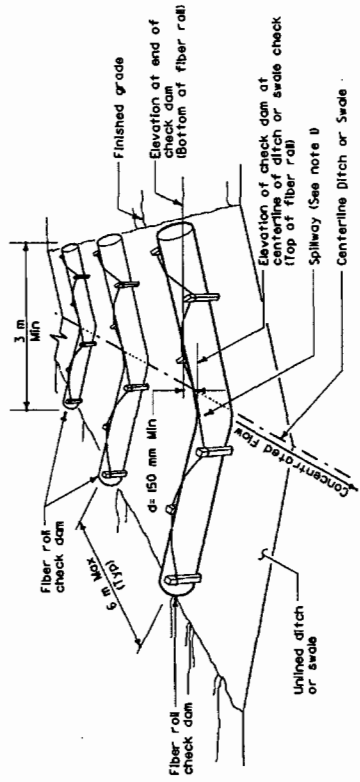 3 m
Min
Finished grade
Elevation at end of
check dam
(Bottom of fiber roll)
Fiber roll
check dam
6 m Max
(Typ)
d= 150 mm Min
Elevation of check dam at
centerline of ditch or swale check
(Top of fiber roll)
Spillway (See note 1)
Centerline Ditch or Swale
Concentrated Flow
Fiber roll
check dam
Unlined ditch
or swale